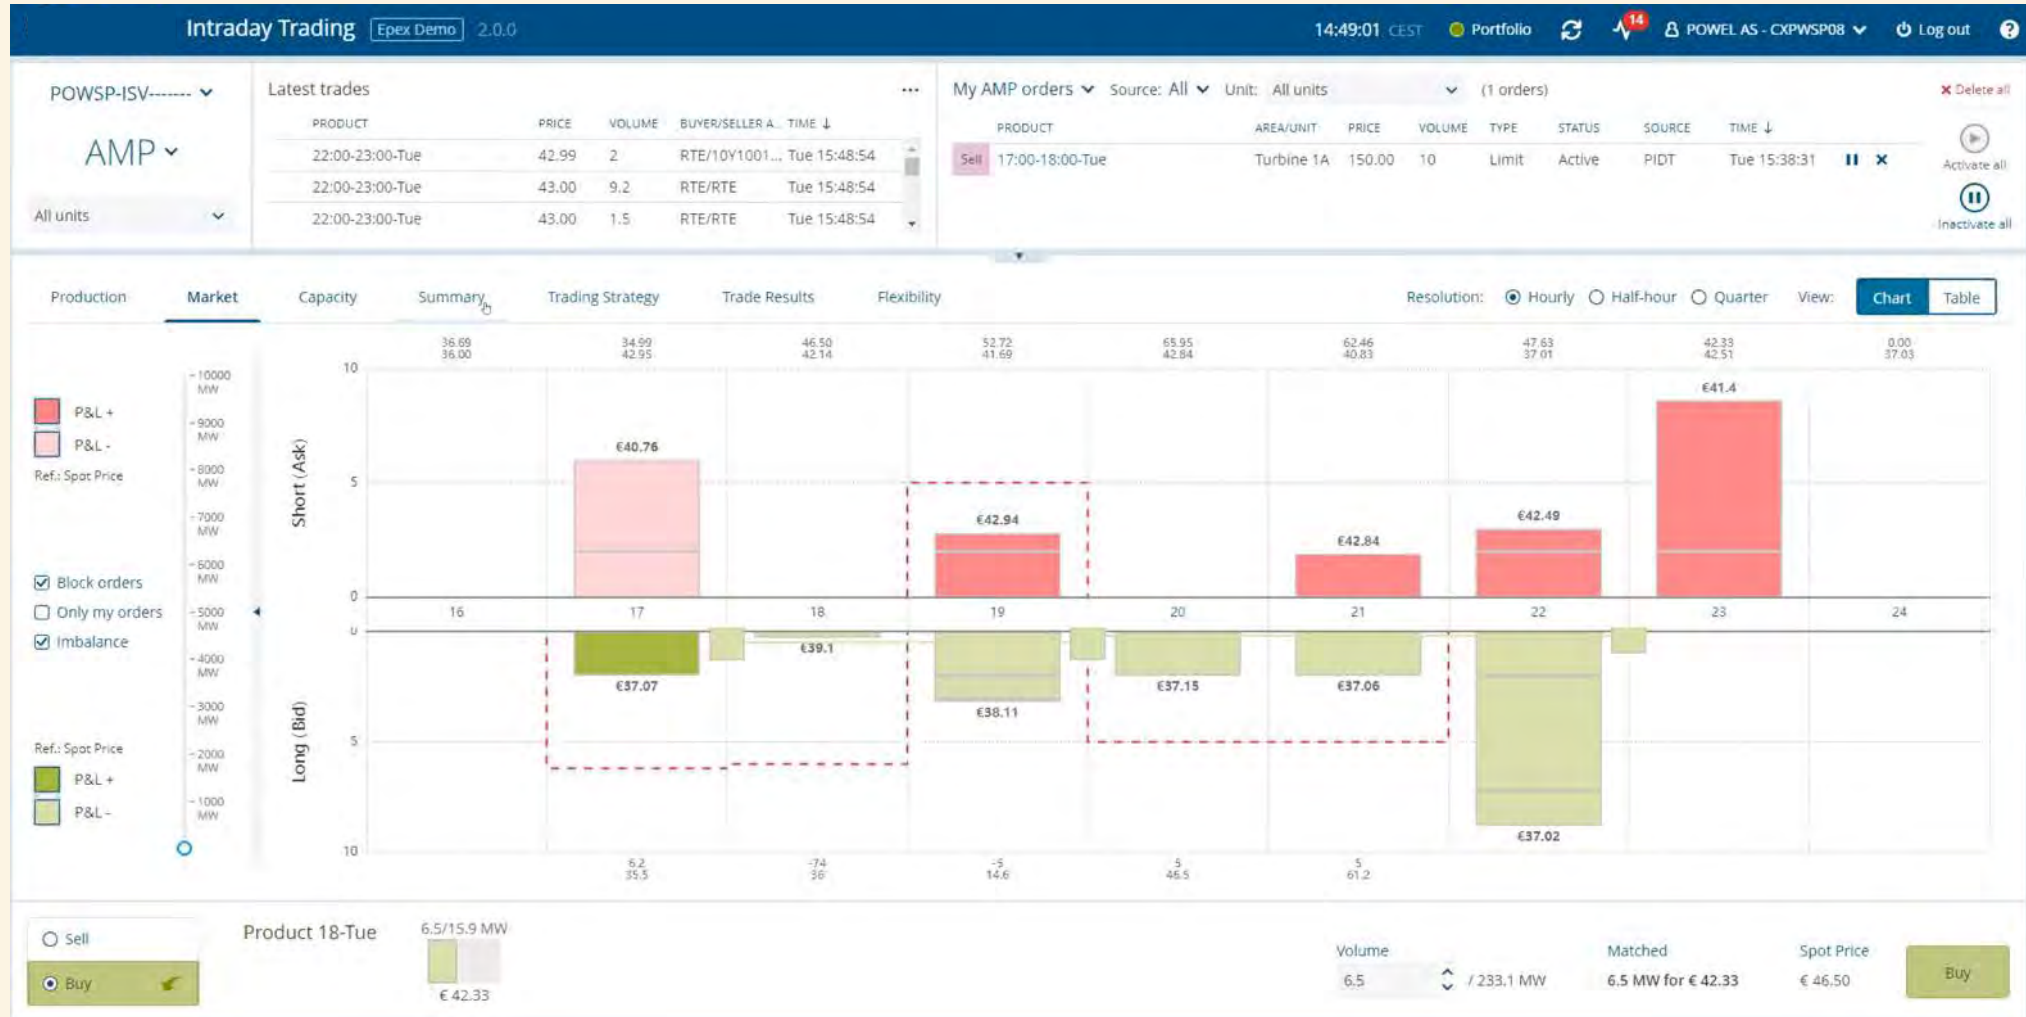 Intraday Trading Epex Demo 2.0.0 14:49:01 CEST Portfolio 14 POWEL AS - CXPWSP08 Log out ?
POWSP-ISV-------
AMP
All units
Latest trades ...
PRODUCT PRICE VOLUME BUYER/SELLER A... TIME ↓
22:00-23:00-Tue 42.99 2 RTE/10Y1001... Tue 15:48:54
22:00-23:00-Tue 43.00 9.2 RTE/RTE Tue 15:48:54
22:00-23:00-Tue 43.00 1.5 RTE/RTE Tue 15:48:54
My AMP orders Source: All Unit: All units (1 orders) Delete all
PRODUCT AREA/UNIT PRICE VOLUME TYPE STATUS SOURCE TIME ↓
Sell 17:00-18:00-Tue Turbine 1A 150.00 10 Limit Active PIDT Tue 15:38:31
Activate all
Inactivate all
Production Market Capacity Summary Trading Strategy Trade Results Flexibility
Resolution: Hourly Half-hour Quarter View: Chart Table
36.69 34.99 46.50 52.72 65.95 62.46 47.63 42.33 0.00
36.00 42.95 42.14 41.69 42.84 40.83 37.01 42.51 37.03
P&L +
P&L -
Ref.: Spot Price
Block orders
Only my orders
Imbalance
Ref.: Spot Price
P&L +
P&L -
10000 MW
9000 MW
8000 MW
7000 MW
6000 MW
5000 MW
4000 MW
3000 MW
2000 MW
1000 MW
Short (Ask)
10
5
0
€40.76 €42.94 €42.84 €42.49 €41.4
16 17 18 19 20 21 22 23 24
Long (Bid)
0
5
10
€37.07 €39.1 €38.11 €37.15 €37.06 €37.02
6.2 -74 -5 5 5
35.5 36 14.6 46.5 61.2
Sell
Buy
Product 18-Tue
6.5/15.9 MW
€ 42.33
Volume
6.5 / 233.1 MW
Matched
6.5 MW for € 42.33
Spot Price
€ 46.50
Buy